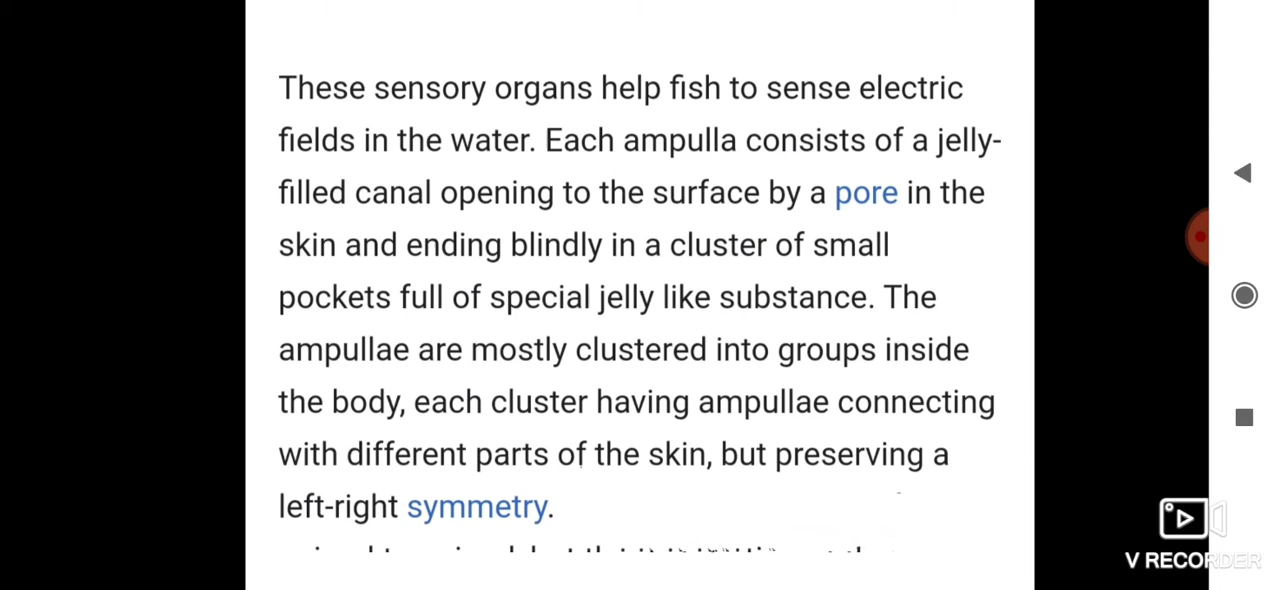 These sensory organs help fish to sense electric
fields in the water. Each ampulla consists of a jelly-
filled canal opening to the surface by a pore in the
skin and ending blindly in a cluster of small
pockets full of special jelly like substance. The
ampullae are mostly clustered into groups inside
the body, each cluster having ampullae connecting
with different parts of the skin, but preserving a
left-right symmetry.
V RECORDER